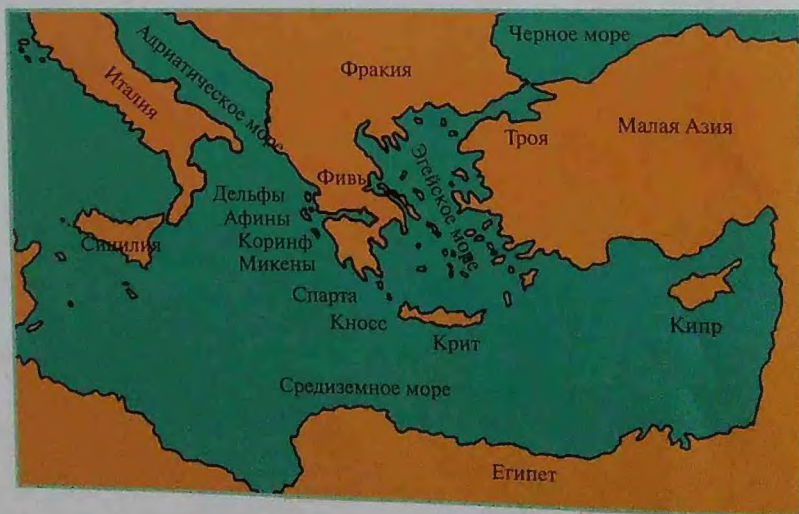 Черное море
Адриатическое море
Фракия
Италия
Малая Азия
Троя
Эгейское море
Фивы
Дельфы
Афины
Коринф
Микены
Сицилия
Спарта
Кносс
Крит
Кипр
Средиземное море
Египет